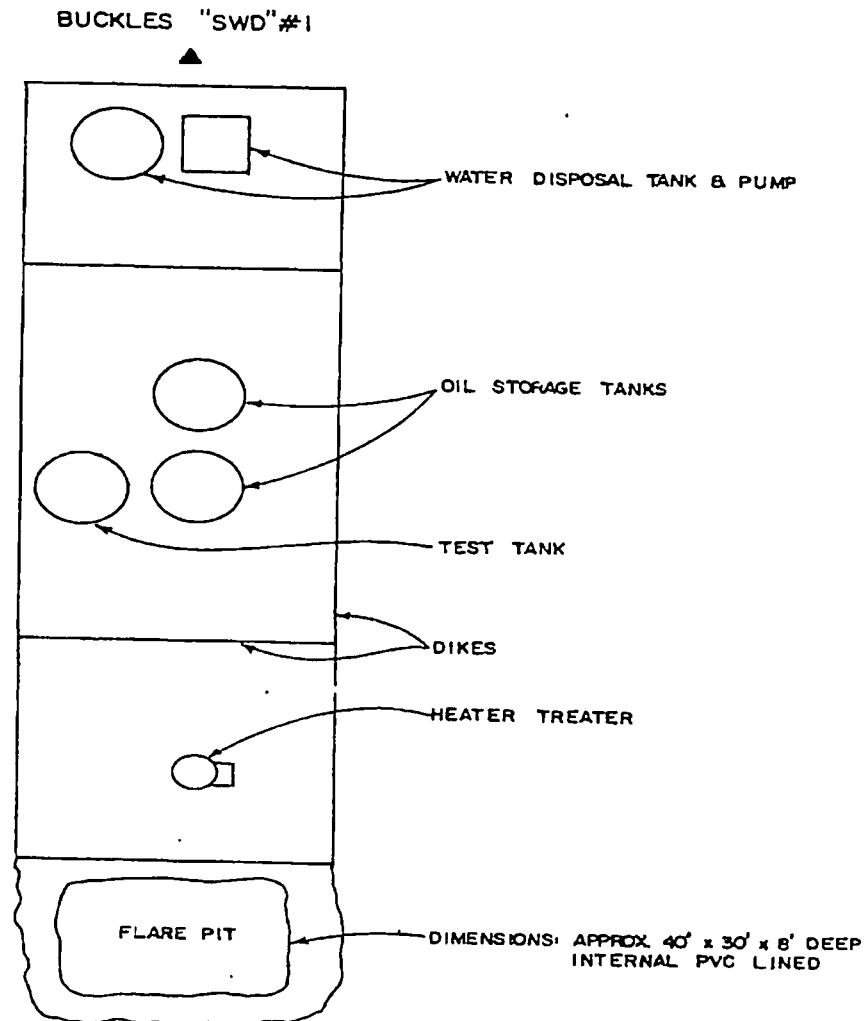 BUCKLES "SWD"#1
WATER DISPOSAL TANK & PUMP
OIL STORAGE TANKS
TEST TANK
DIKES
HEATER TREATER
FLARE PIT
DIMENSIONS: APPROX. 40' x 30' x 8' DEEP
INTERNAL PVC LINED